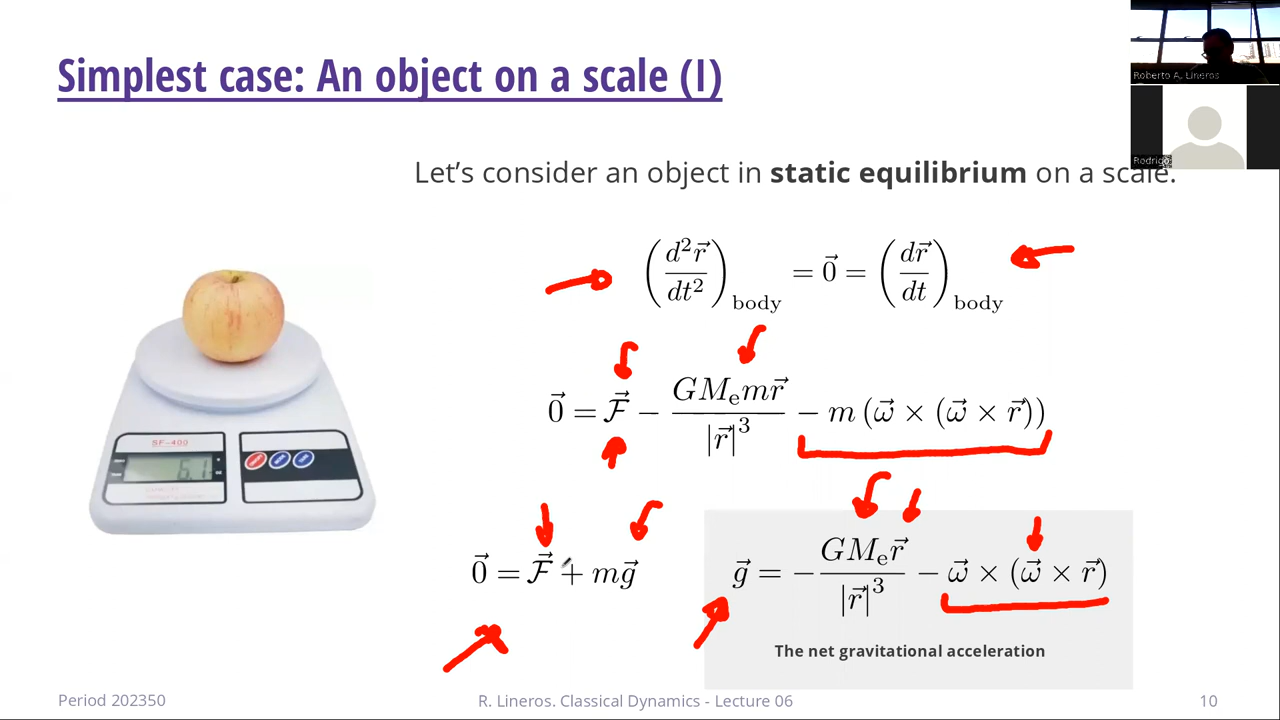 Simplest case: An object on a scale (I)
Roberto A. Lineros
Rodrigo
Let's consider an object in static equilibrium on a scale.
(d²r⃗/dt²)_body = 0⃗ = (dr⃗/dt)_body
0⃗ = F⃗ − GM_e m r⃗/|r⃗|³ − m (ω⃗ × (ω⃗ × r⃗))
SF-400
0⃗ = F⃗ + mg⃗
g⃗ = − GM_e r⃗/|r⃗|³ − ω⃗ × (ω⃗ × r⃗)
The net gravitational acceleration
Period 202350
R. Lineros. Classical Dynamics - Lecture 06
10